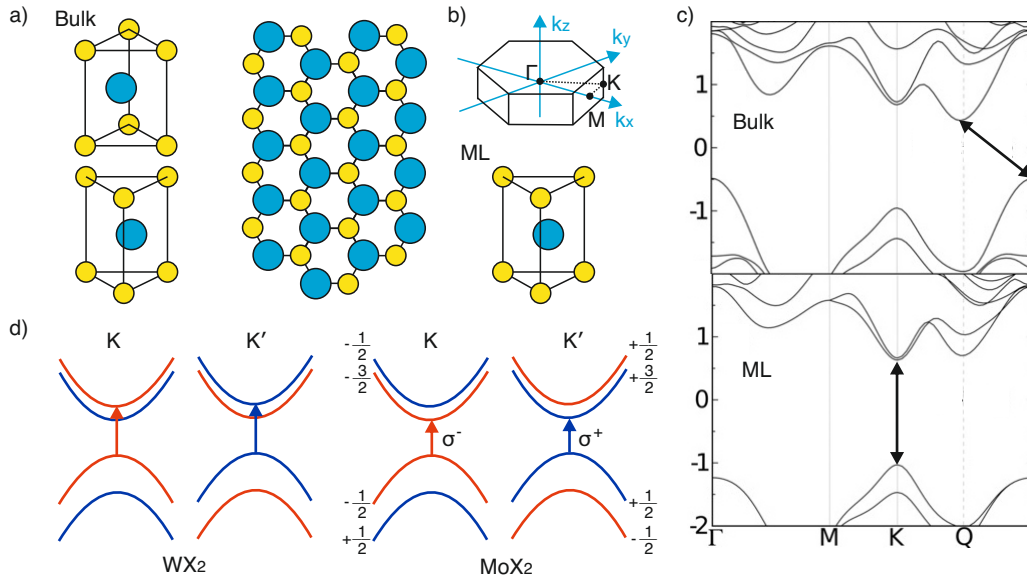 a)
Bulk
b)
kz
ky
Γ
K
M
kx
ML
c)
1
0
-1
Bulk
1
0
-1
-2
ML
Γ
M
K
Q
d)
K
K′
WX2
K
K′
-1/2
-3/2
-1/2
+1/2
σ-
σ+
+1/2
+3/2
+1/2
-1/2
MoX2